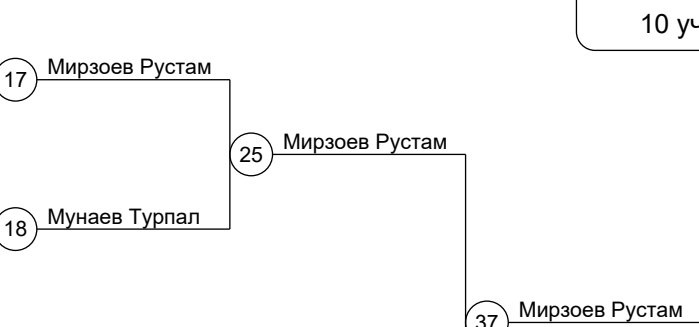 10 уч
17 Мирзоев Рустам
25 Мирзоев Рустам
18 Мунаев Турпал
37 Мирзоев Рустам